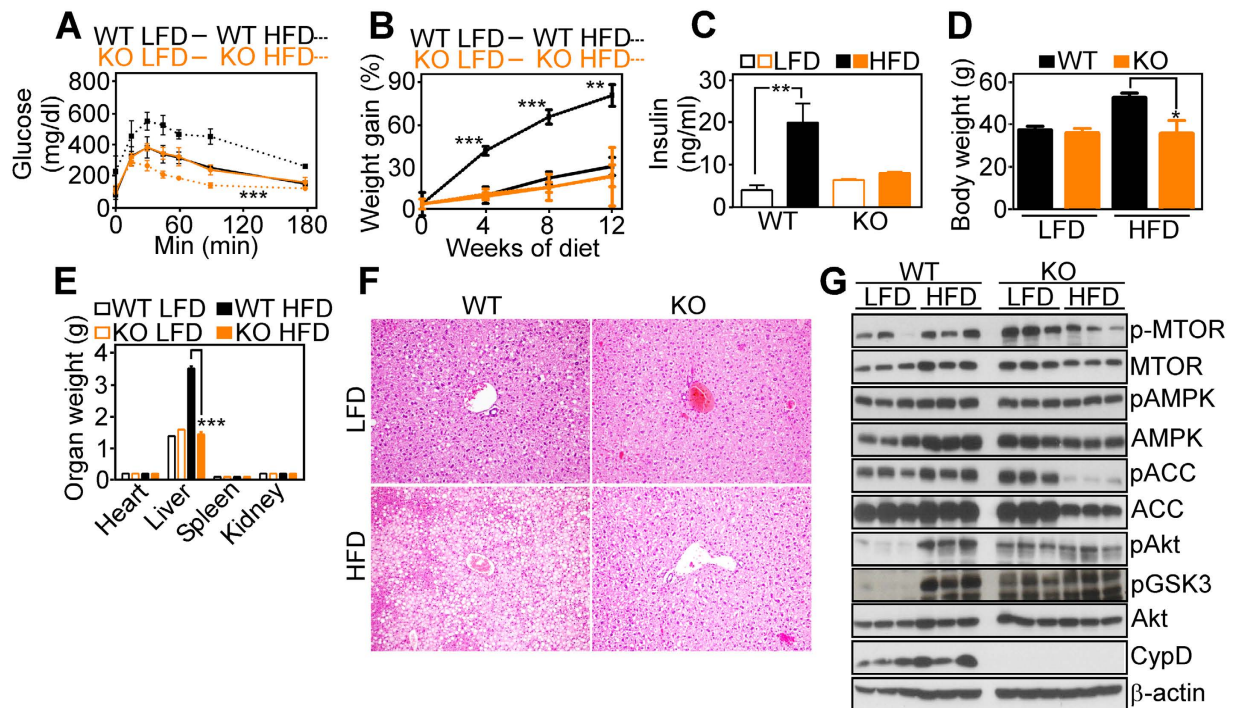 A
WT LFD – WT HFD---
KO LFD – KO HFD---
Glucose
(mg/dl)
800
600
400
200
0
***
0 60 120 180
Min (min)
B
WT LFD – WT HFD---
KO LFD – KO HFD---
Weight gain (%)
90
60
30
0
***
***
**
0 4 8 12
Weeks of diet
C
LFD HFD
Insulin
(ng/ml)
30
20
10
0
**
WT KO
D
WT KO
Body weight (g)
60
40
20
0
*
LFD HFD
E
WT LFD WT HFD
KO LFD KO HFD
Organ weight (g)
4
3
2
1
0
***
Heart Liver Spleen Kidney
F
WT KO
LFD
HFD
G
WT KO
LFD HFD LFD HFD
p-MTOR
MTOR
pAMPK
AMPK
pACC
ACC
pAkt
pGSK3
Akt
CypD
β-actin